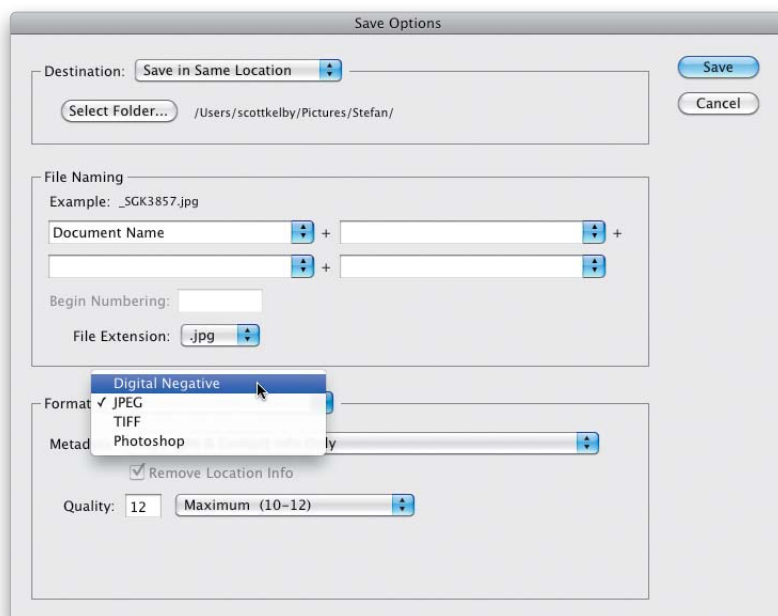 Save Options
Destination: Save in Same Location
Save
Select Folder... /Users/scottkelby/Pictures/Stefan/
Cancel
File Naming
Example: _SGK3857.jpg
Document Name + +
+
Begin Numbering:
File Extension: .jpg
Digital Negative
Format ✓ JPEG
TIFF
Photoshop
Remove Location Info
Quality: 12 Maximum (10–12)